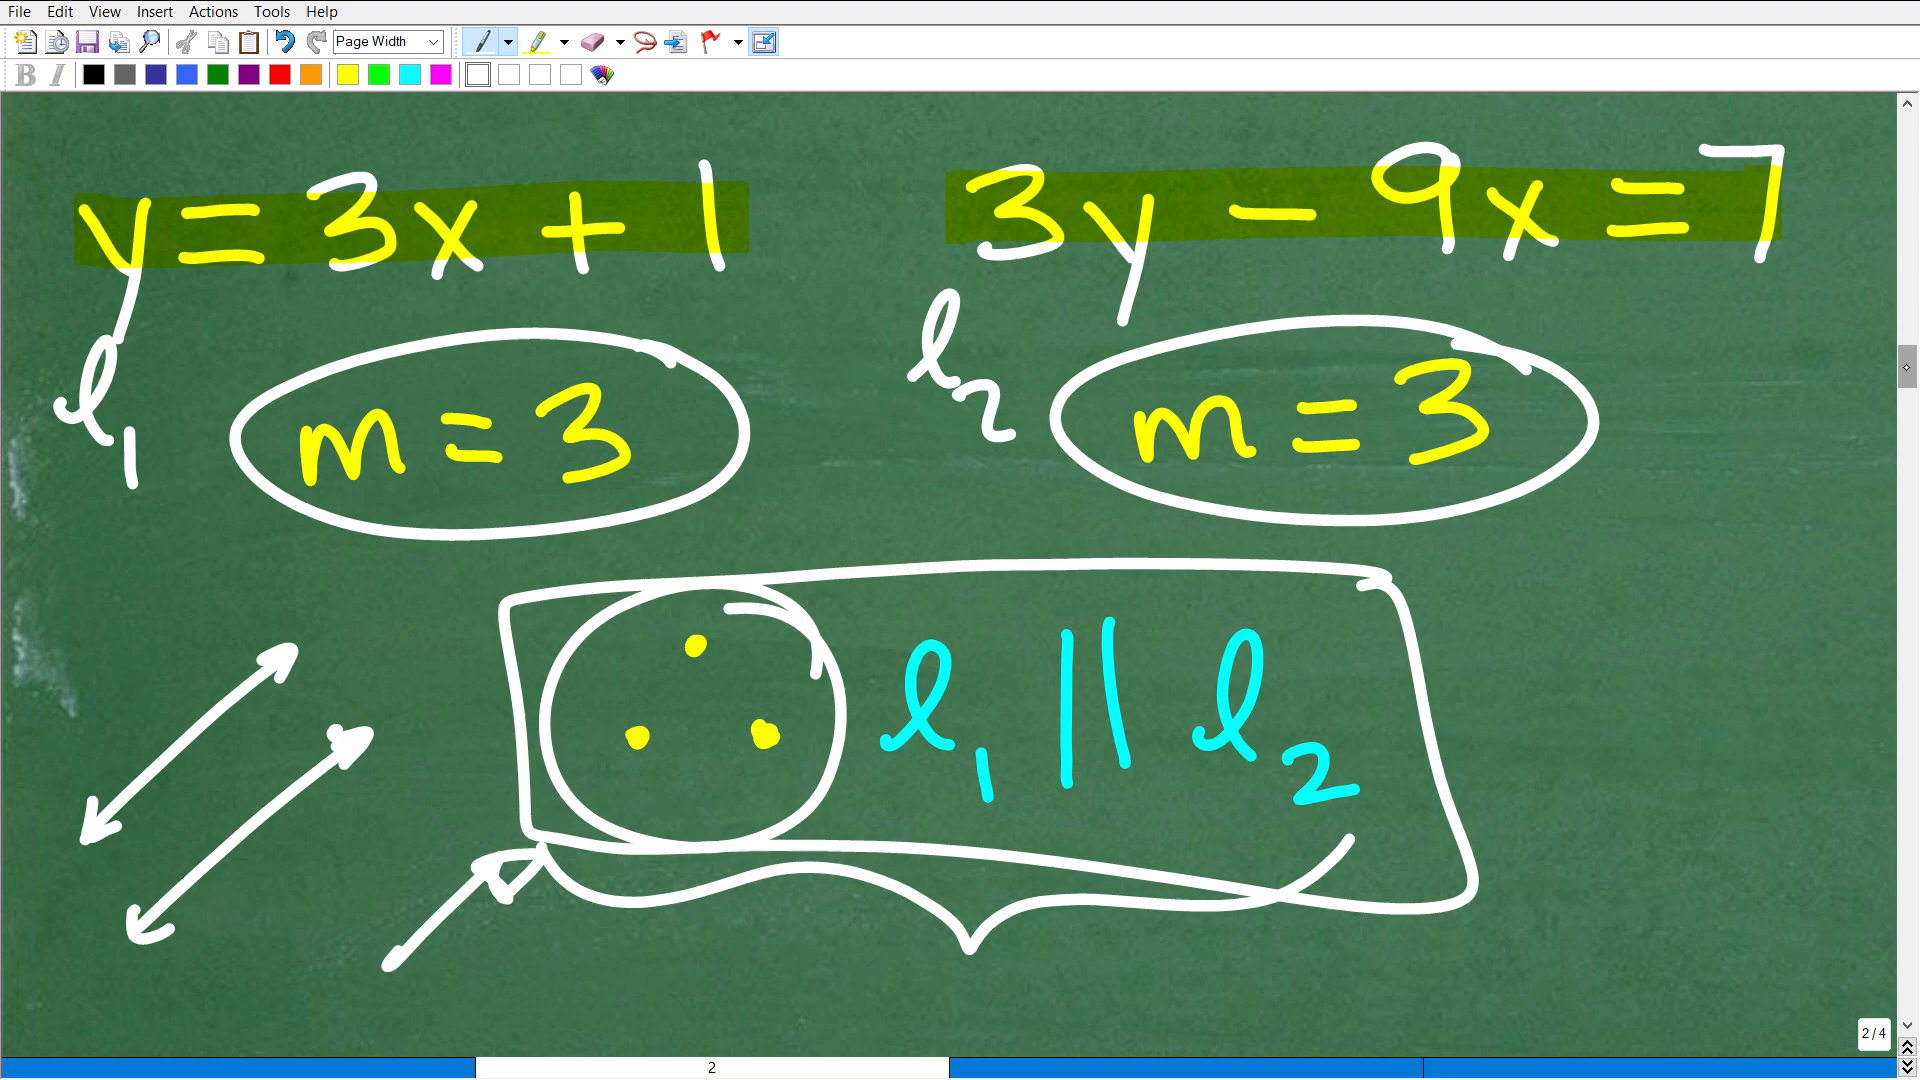 File Edit View Insert Actions Tools Help
Page Width
B I
y = 3x + 1
3y - 9x = 7
l1
m = 3
l2
m = 3
∴ l1 || l2
2 / 4
2